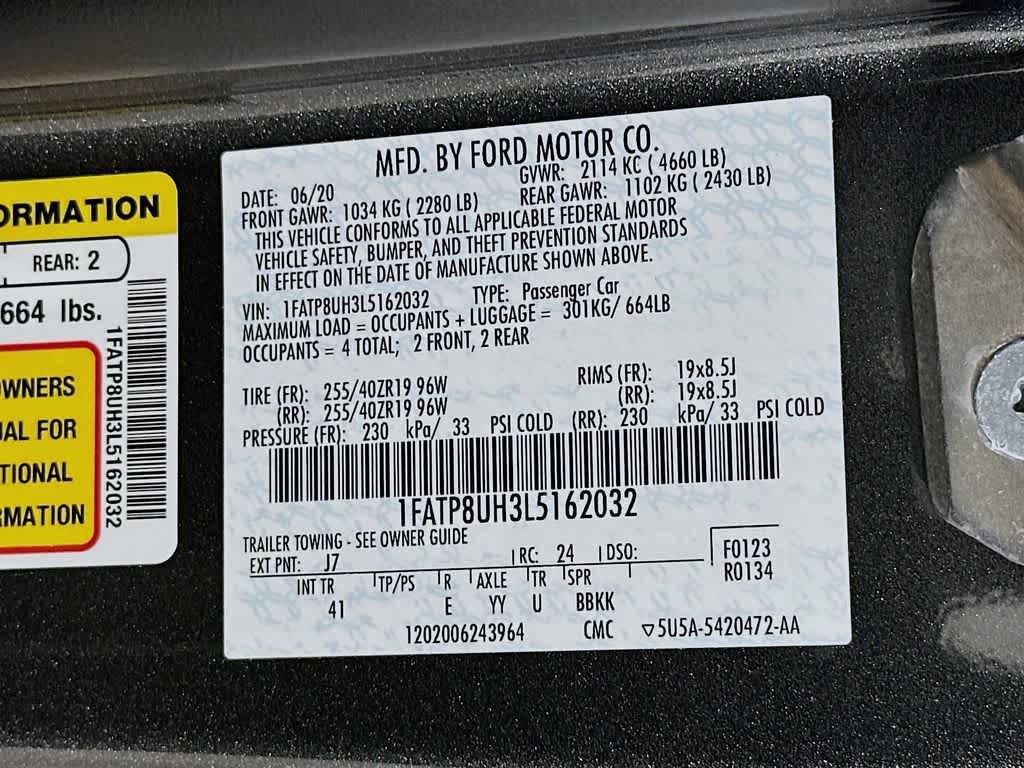 ORMATION
REAR: 2
664 lbs.
WNERS
UAL FOR
TIONAL
RMATION
1FATP8UH3L5162032
MFD. BY FORD MOTOR CO.
DATE: 06/20 GVWR: 2114 KG ( 4660 LB)
FRONT GAWR: 1034 KG ( 2280 LB) REAR GAWR: 1102 KG ( 2430 LB)
THIS VEHICLE CONFORMS TO ALL APPLICABLE FEDERAL MOTOR
VEHICLE SAFETY, BUMPER, AND THEFT PREVENTION STANDARDS
IN EFFECT ON THE DATE OF MANUFACTURE SHOWN ABOVE.
VIN: 1FATP8UH3L5162032 TYPE: Passenger Car
MAXIMUM LOAD = OCCUPANTS + LUGGAGE = 301KG/ 664LB
OCCUPANTS = 4 TOTAL; 2 FRONT, 2 REAR
TIRE (FR): 255/40ZR19 96W RIMS (FR): 19x8.5J
(RR): 255/40ZR19 96W (RR): 19x8.5J
PRESSURE (FR): 230 kPa/ 33 PSI COLD (RR): 230 kPa/ 33 PSI COLD
1FATP8UH3L5162032
TRAILER TOWING - SEE OWNER GUIDE
EXT PNT: J7 RC: 24 DSO: F0123
R0134
INT TR TP/PS R AXLE TR SPR
41 E YY U BBKK
1202006243964 CMC ▽5U5A-5420472-AA